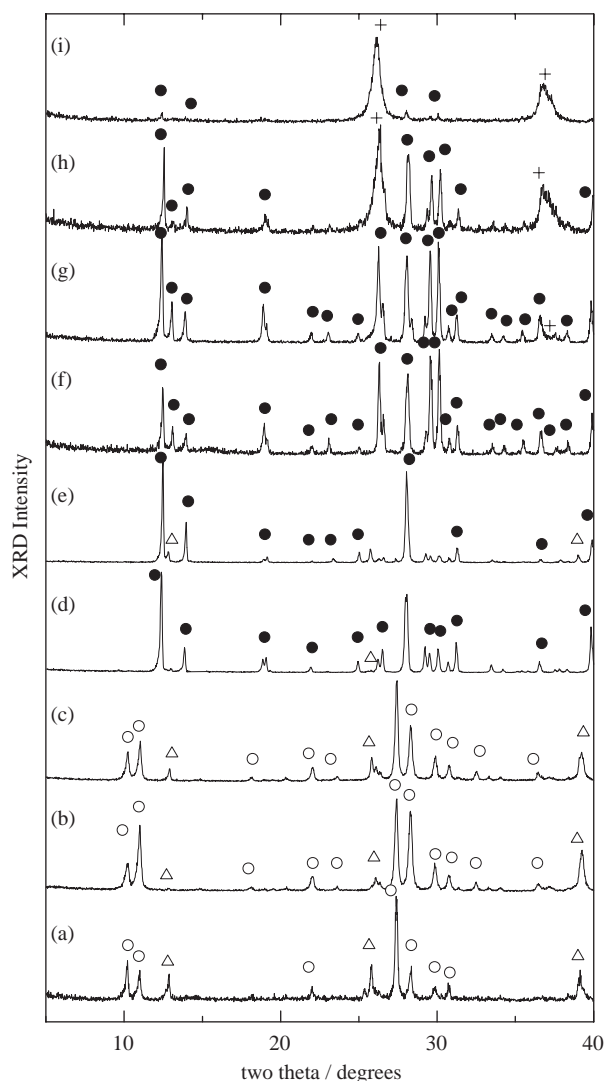 (i)
(h)
(g)
(f)
(e)
(d)
(c)
(b)
(a)
XRD Intensity
10 20 30 40
two theta / degrees